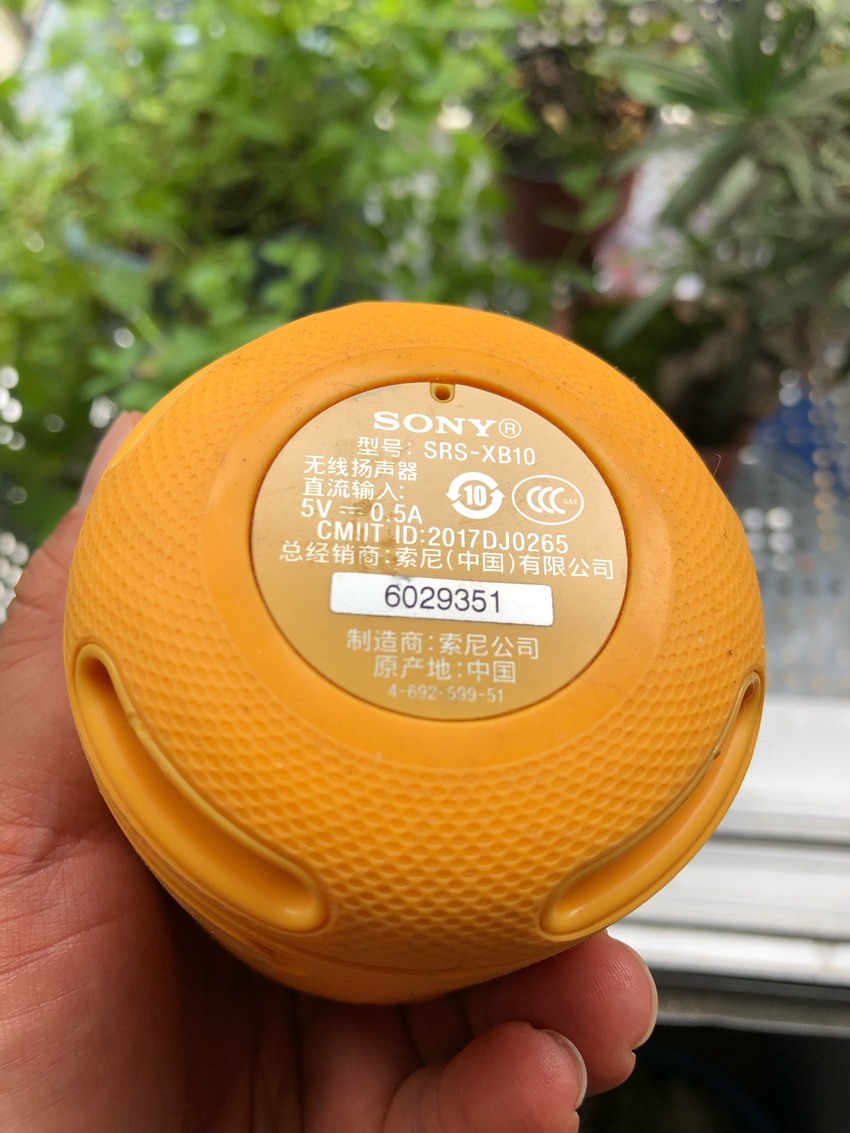 SONY®
型号: SRS-XB10
无线扬声器
直流输入:
5V ⎓ 0.5A
10
CCC S&E
CMIIT ID:2017DJ0265
总经销商:索尼(中国)有限公司
6029351
制造商:索尼公司
原产地:中国
4-692-599-51